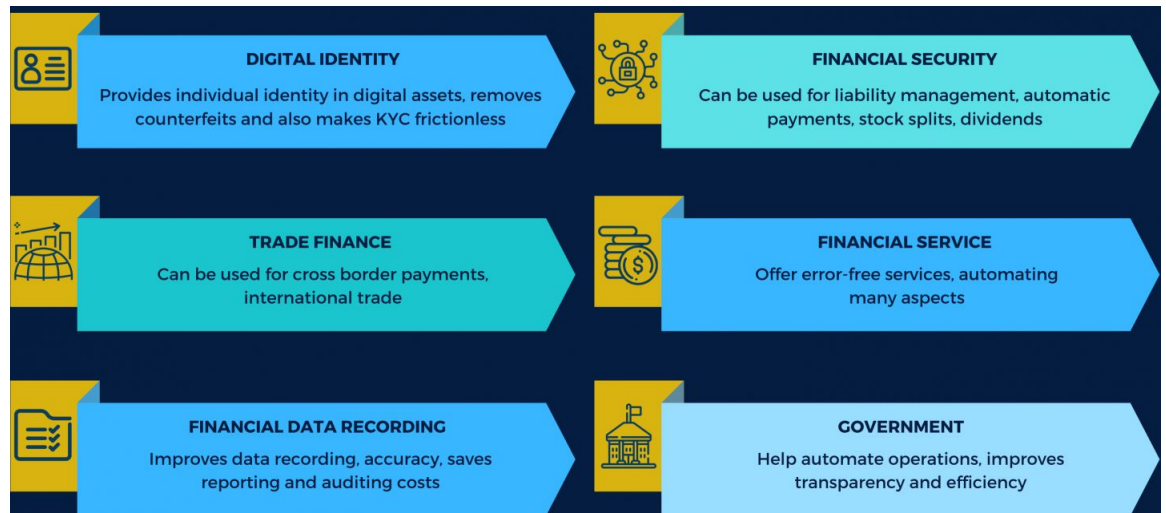 DIGITAL IDENTITY
Provides individual identity in digital assets, removes
counterfeits and also makes KYC frictionless
FINANCIAL SECURITY
Can be used for liability management, automatic
payments, stock splits, dividends
TRADE FINANCE
Can be used for cross border payments,
international trade
FINANCIAL SERVICE
Offer error-free services, automating
many aspects
FINANCIAL DATA RECORDING
Improves data recording, accuracy, saves
reporting and auditing costs
GOVERNMENT
Help automate operations, improves
transparency and efficiency